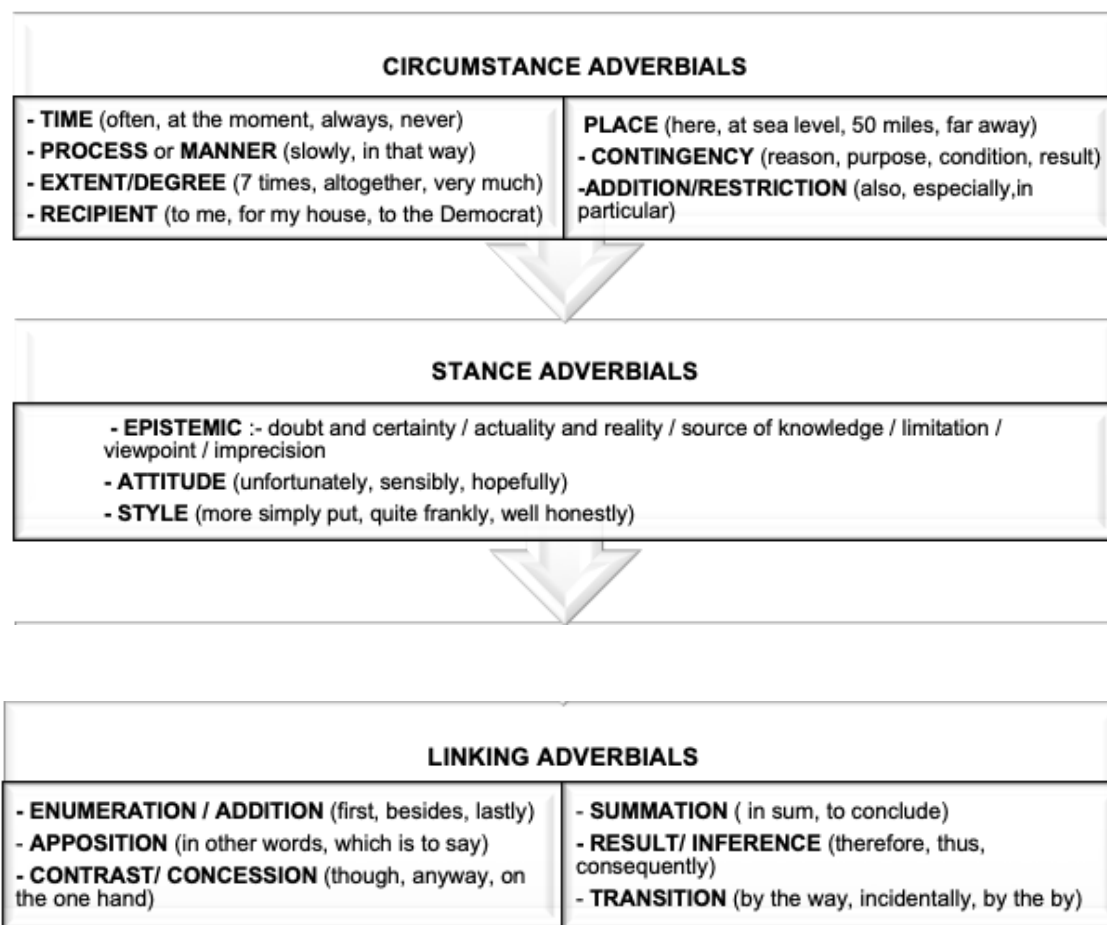 CIRCUMSTANCE ADVERBIALS
- TIME (often, at the moment, always, never)
- PROCESS or MANNER (slowly, in that way)
- EXTENT/DEGREE (7 times, altogether, very much)
- RECIPIENT (to me, for my house, to the Democrat)
PLACE (here, at sea level, 50 miles, far away)
- CONTINGENCY (reason, purpose, condition, result)
-ADDITION/RESTRICTION (also, especially,in
particular)
STANCE ADVERBIALS
- EPISTEMIC :- doubt and certainty / actuality and reality / source of knowledge / limitation /
viewpoint / imprecision
- ATTITUDE (unfortunately, sensibly, hopefully)
- STYLE (more simply put, quite frankly, well honestly)
LINKING ADVERBIALS
- ENUMERATION / ADDITION (first, besides, lastly)
- APPOSITION (in other words, which is to say)
- CONTRAST/ CONCESSION (though, anyway, on
the one hand)
- SUMMATION ( in sum, to conclude)
- RESULT/ INFERENCE (therefore, thus,
consequently)
- TRANSITION (by the way, incidentally, by the by)